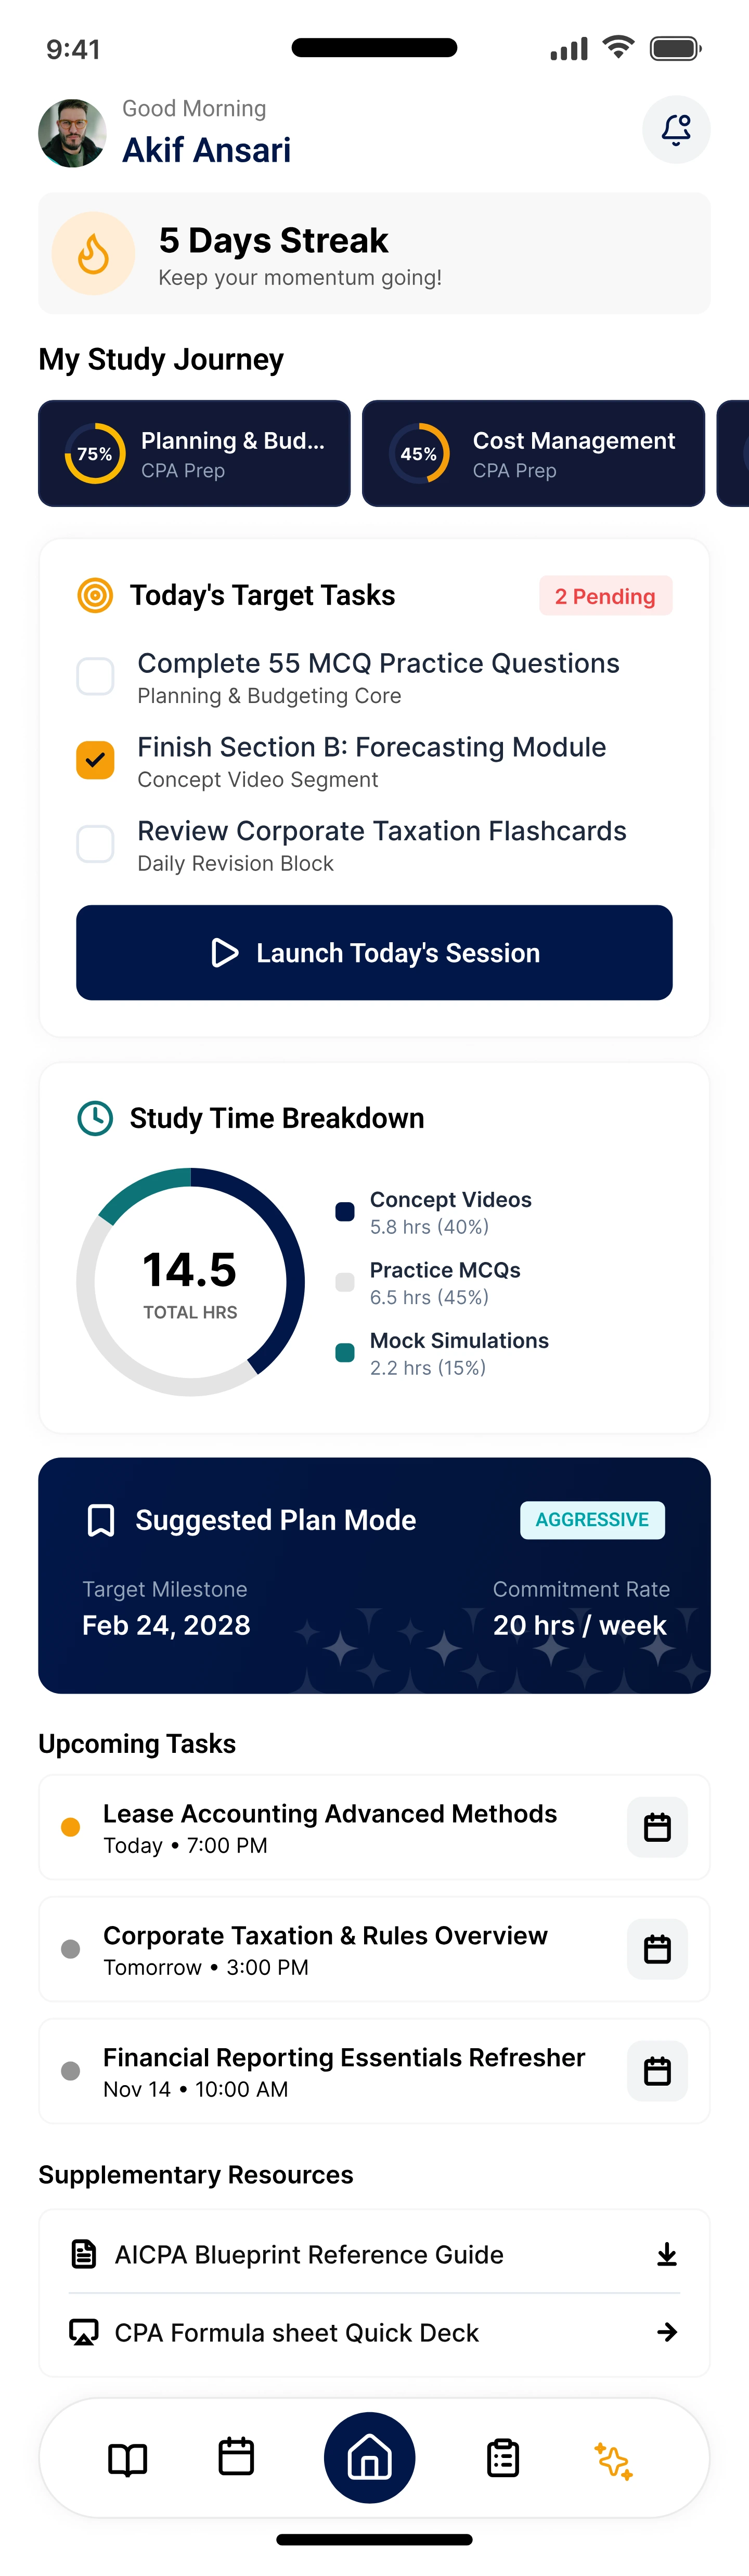 9:41
Good Morning
Akif Ansari
5 Days Streak
Keep your momentum going!
My Study Journey
75%
Planning & Bud...
CPA Prep
45%
Cost Management
CPA Prep
Today's Target Tasks
2 Pending
Complete 55 MCQ Practice Questions
Planning & Budgeting Core
Finish Section B: Forecasting Module
Concept Video Segment
Review Corporate Taxation Flashcards
Daily Revision Block
Launch Today's Session
Study Time Breakdown
14.5
TOTAL HRS
Concept Videos
5.8 hrs (40%)
Practice MCQs
6.5 hrs (45%)
Mock Simulations
2.2 hrs (15%)
Suggested Plan Mode
AGGRESSIVE
Target Milestone
Commitment Rate
Feb 24, 2028
20 hrs / week
Upcoming Tasks
Lease Accounting Advanced Methods
Today • 7:00 PM
Corporate Taxation & Rules Overview
Tomorrow • 3:00 PM
Financial Reporting Essentials Refresher
Nov 14 • 10:00 AM
Supplementary Resources
AICPA Blueprint Reference Guide
CPA Formula sheet Quick Deck